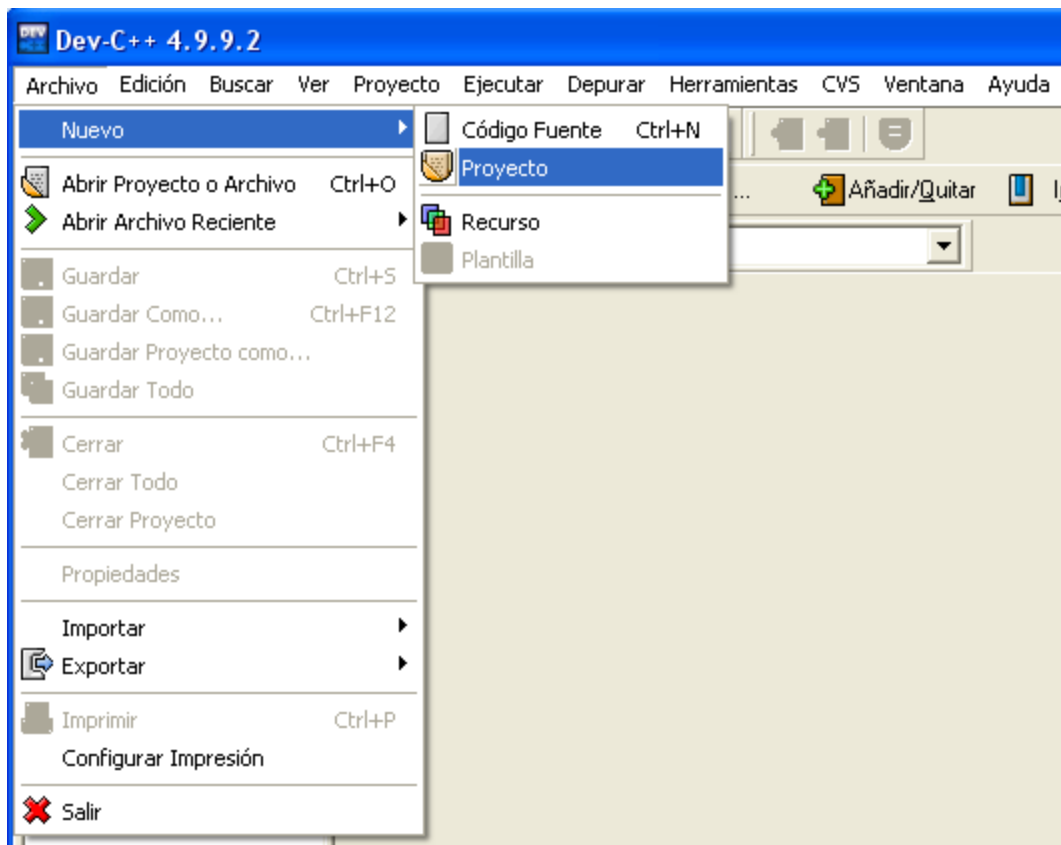 Dev-C++ 4.9.9.2
Archivo Edición Buscar Ver Proyecto Ejecutar Depurar Herramientas CVS Ventana Ayuda
Nuevo
Código Fuente Ctrl+N
Proyecto
Recurso
Plantilla
... Añadir/Quitar
Abrir Proyecto o Archivo Ctrl+O
Abrir Archivo Reciente
Guardar Ctrl+S
Guardar Como... Ctrl+F12
Guardar Proyecto como...
Guardar Todo
Cerrar Ctrl+F4
Cerrar Todo
Cerrar Proyecto
Propiedades
Importar
Exportar
Imprimir Ctrl+P
Configurar Impresión
Salir